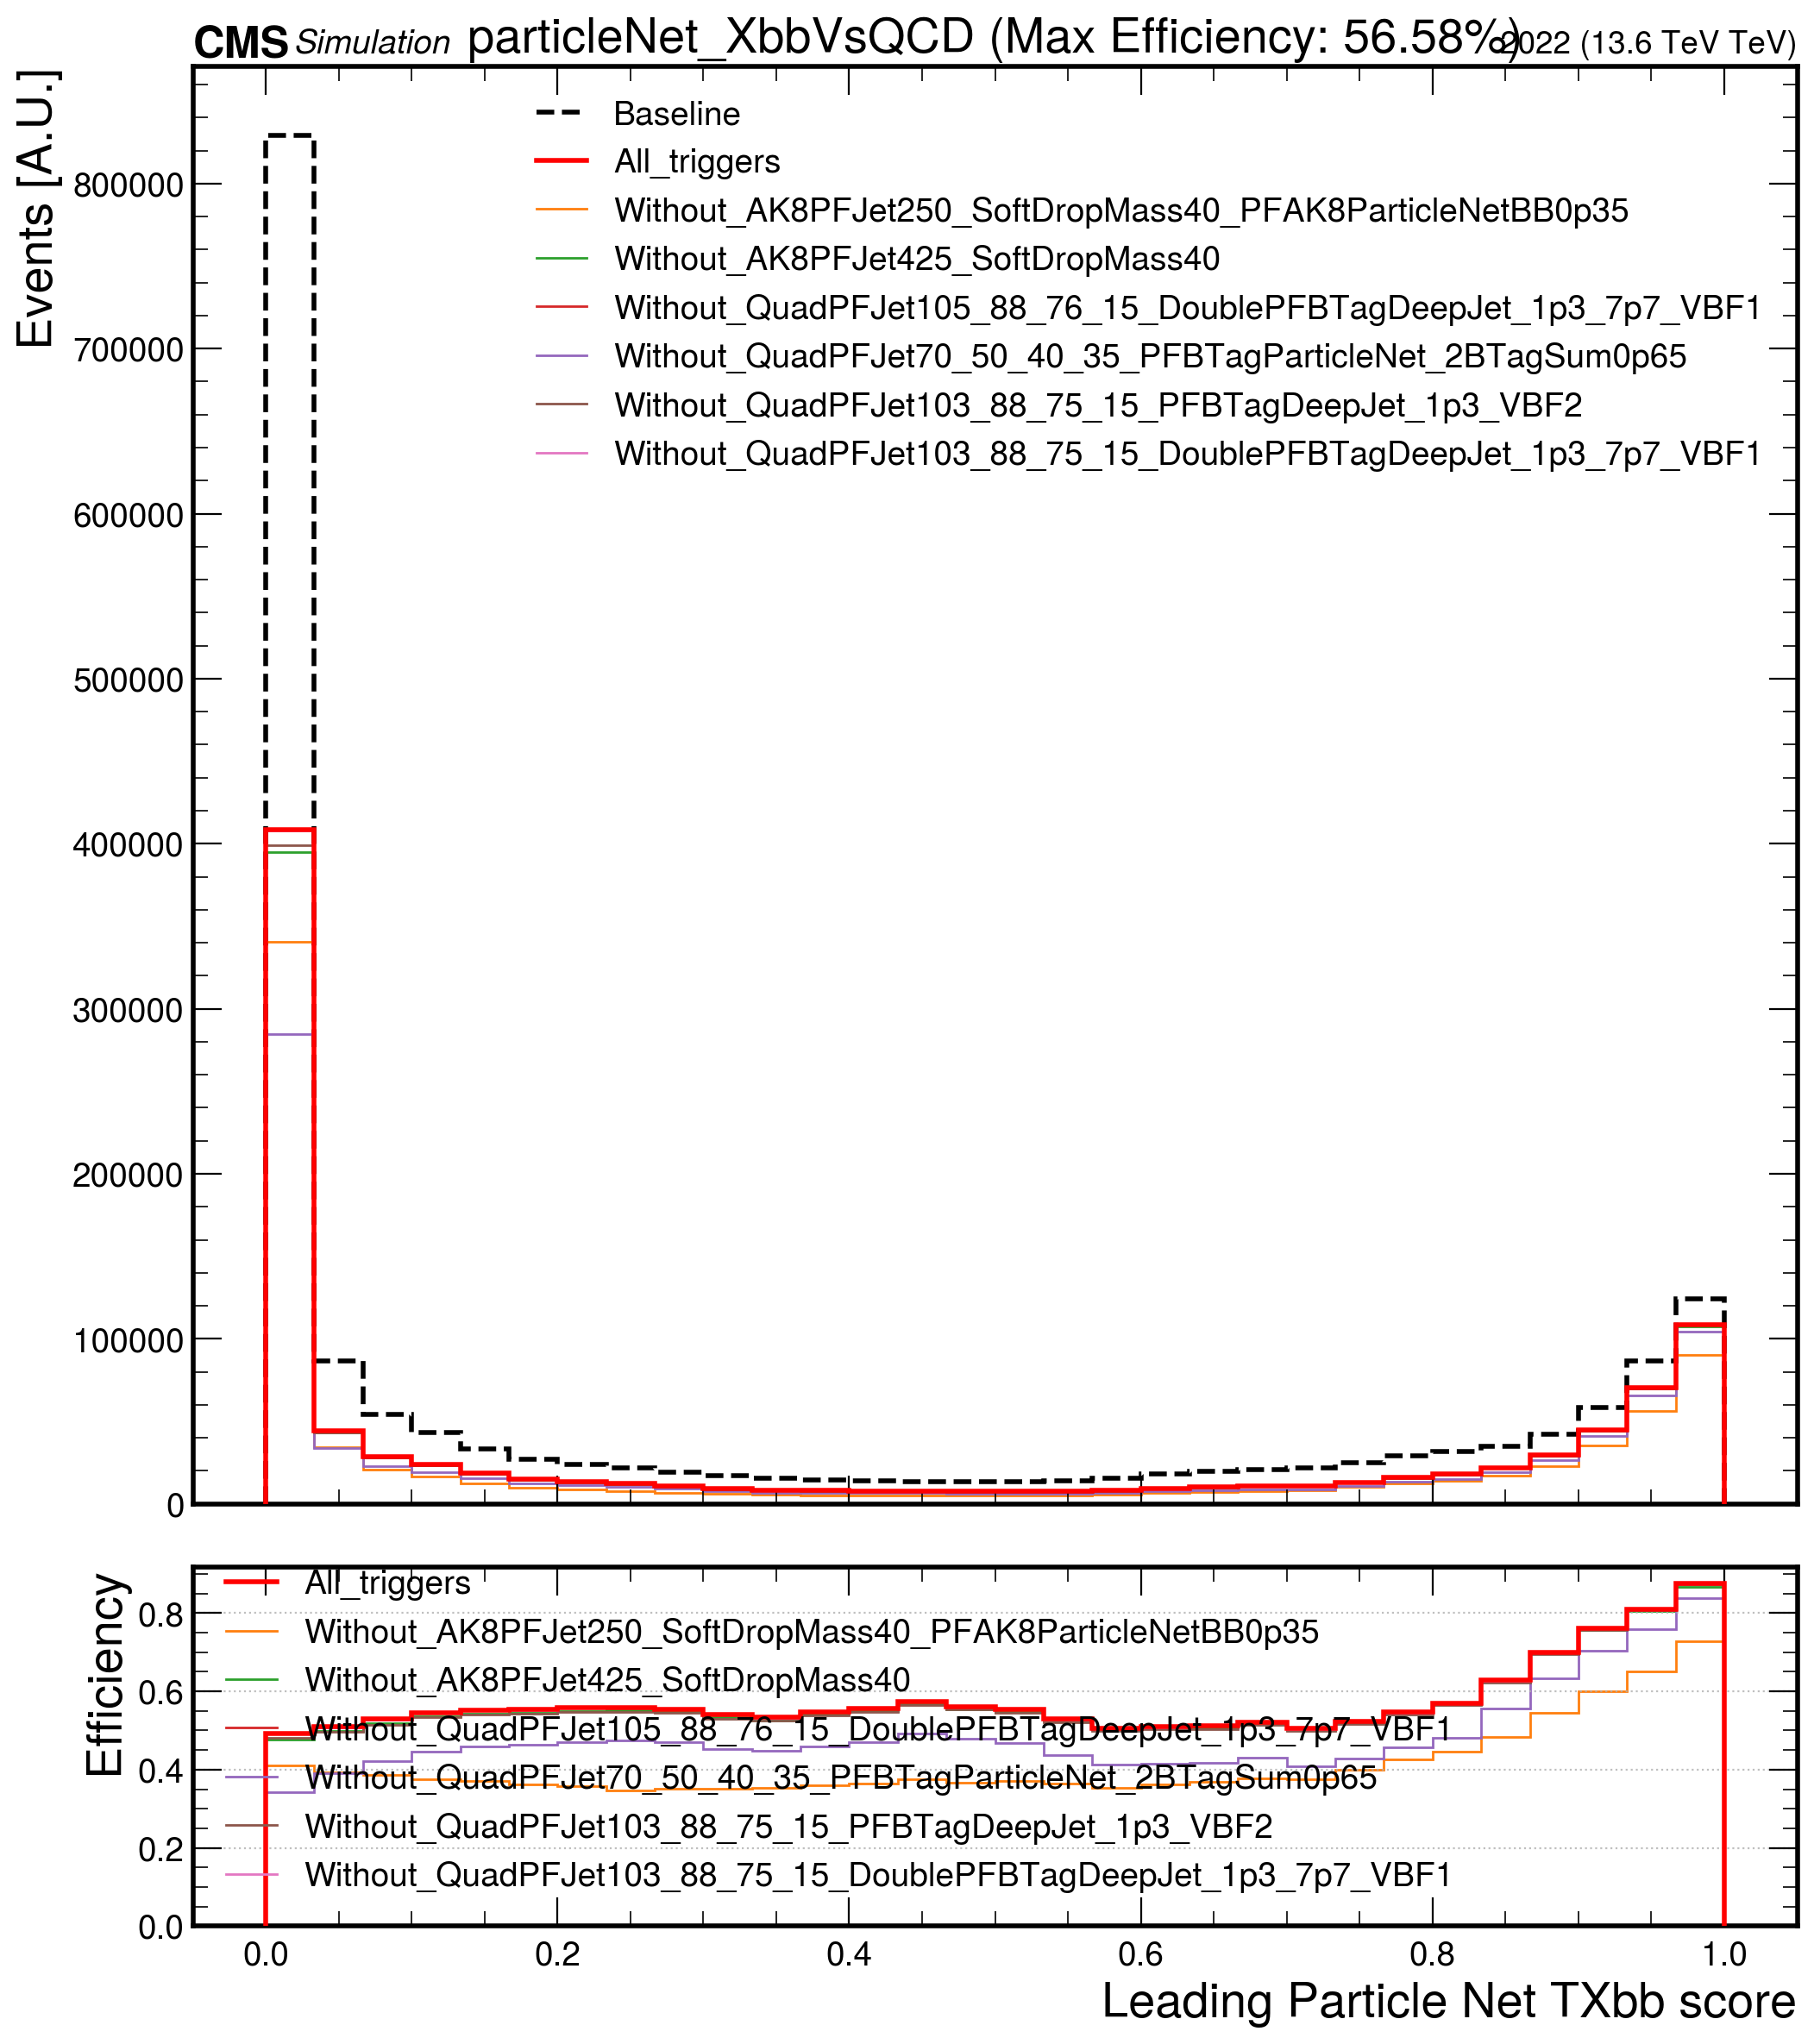 CMS Simulation particleNet_XbbVsQCD (Max Efficiency: 56.58%) 2022 (13.6 TeV TeV)
Events [A.U.]
Baseline
All_triggers
Without_AK8PFJet250_SoftDropMass40_PFAK8ParticleNetBB0p35
Without_AK8PFJet425_SoftDropMass40
Without_QuadPFJet105_88_76_15_DoublePFBTagDeepJet_1p3_7p7_VBF1
Without_QuadPFJet70_50_40_35_PFBTagParticleNet_2BTagSum0p65
Without_QuadPFJet103_88_75_15_PFBTagDeepJet_1p3_VBF2
Without_QuadPFJet103_88_75_15_DoublePFBTagDeepJet_1p3_7p7_VBF1
800000
700000
600000
500000
400000
300000
200000
100000
0
Efficiency
All_triggers
Without_AK8PFJet250_SoftDropMass40_PFAK8ParticleNetBB0p35
Without_AK8PFJet425_SoftDropMass40
Without_QuadPFJet105_88_76_15_DoublePFBTagDeepJet_1p3_7p7_VBF1
Without_QuadPFJet70_50_40_35_PFBTagParticleNet_2BTagSum0p65
Without_QuadPFJet103_88_75_15_PFBTagDeepJet_1p3_VBF2
Without_QuadPFJet103_88_75_15_DoublePFBTagDeepJet_1p3_7p7_VBF1
0.8
0.6
0.4
0.2
0.0
0.0 0.2 0.4 0.6 0.8 1.0
Leading Particle Net TXbb score